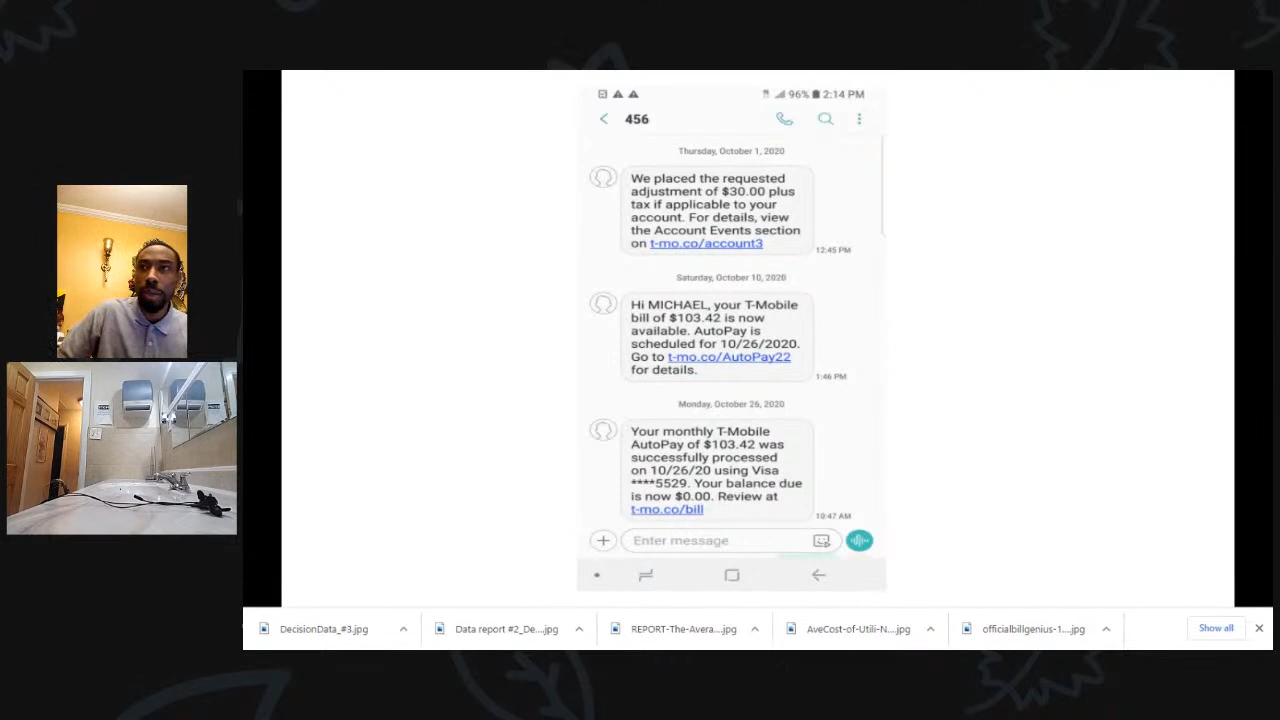 96% 2:14 PM
456
Thursday, October 1, 2020
We placed the requested
adjustment of $30.00 plus
tax if applicable to your
account. For details, view
the Account Events section
on t-mo.co/account3
12:45 PM
Saturday, October 10, 2020
Hi MICHAEL, your T-Mobile
bill of $103.42 is now
available. AutoPay is
scheduled for 10/26/2020.
Go to t-mo.co/AutoPay22
for details.
1:46 PM
Monday, October 26, 2020
Your monthly T-Mobile
AutoPay of $103.42 was
successfully processed
on 10/26/20 using Visa
****5529. Your balance due
is now $0.00. Review at
t-mo.co/bill
10:47 AM
Enter message
DecisionData_#3.jpg
Data report #2_De....jpg
REPORT-The-Avera....jpg
AveCost-of-Utili-N....jpg
officialbillgenius-1....jpg
Show all